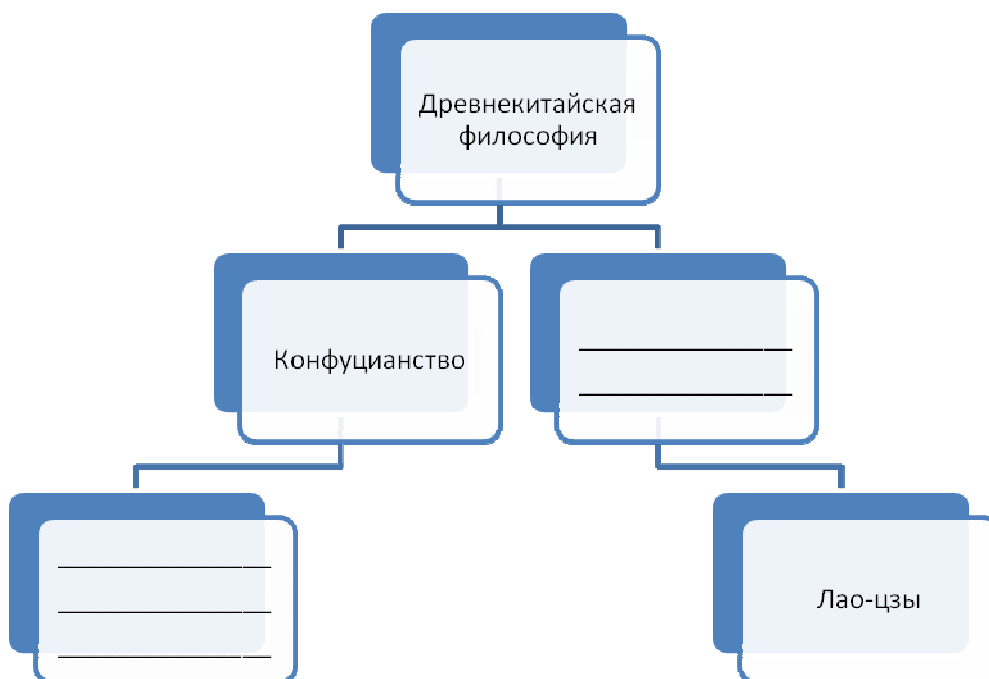 Древнекитайская
философия
Конфуцианство
Лао-цзы